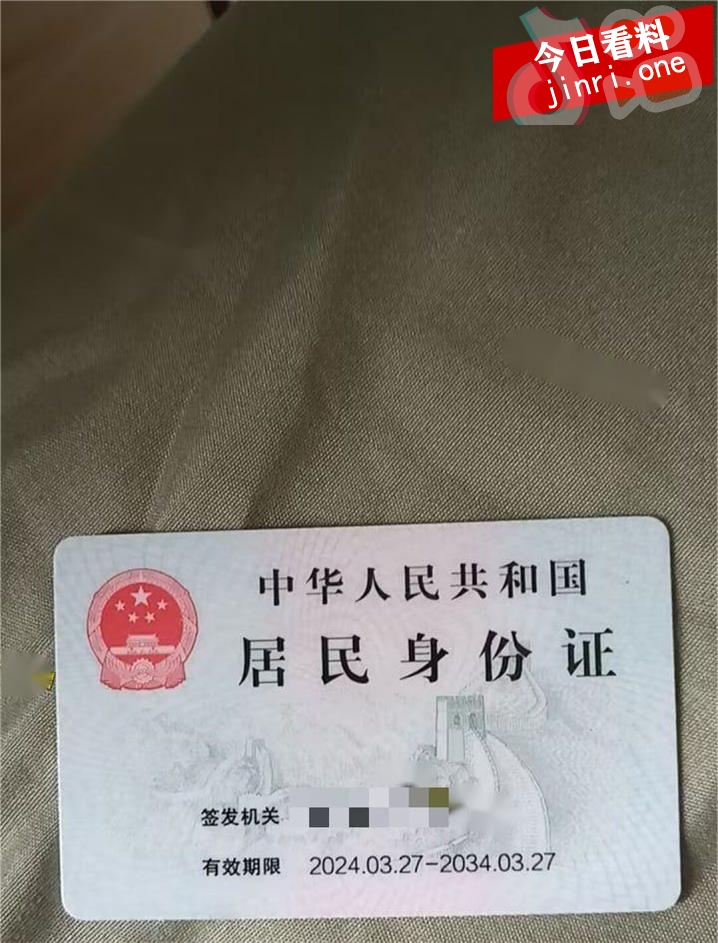 今日看料
jinri.one
中华人民共和国
居民身份证
签发机关
有效期限 2024.03.27-2034.03.27